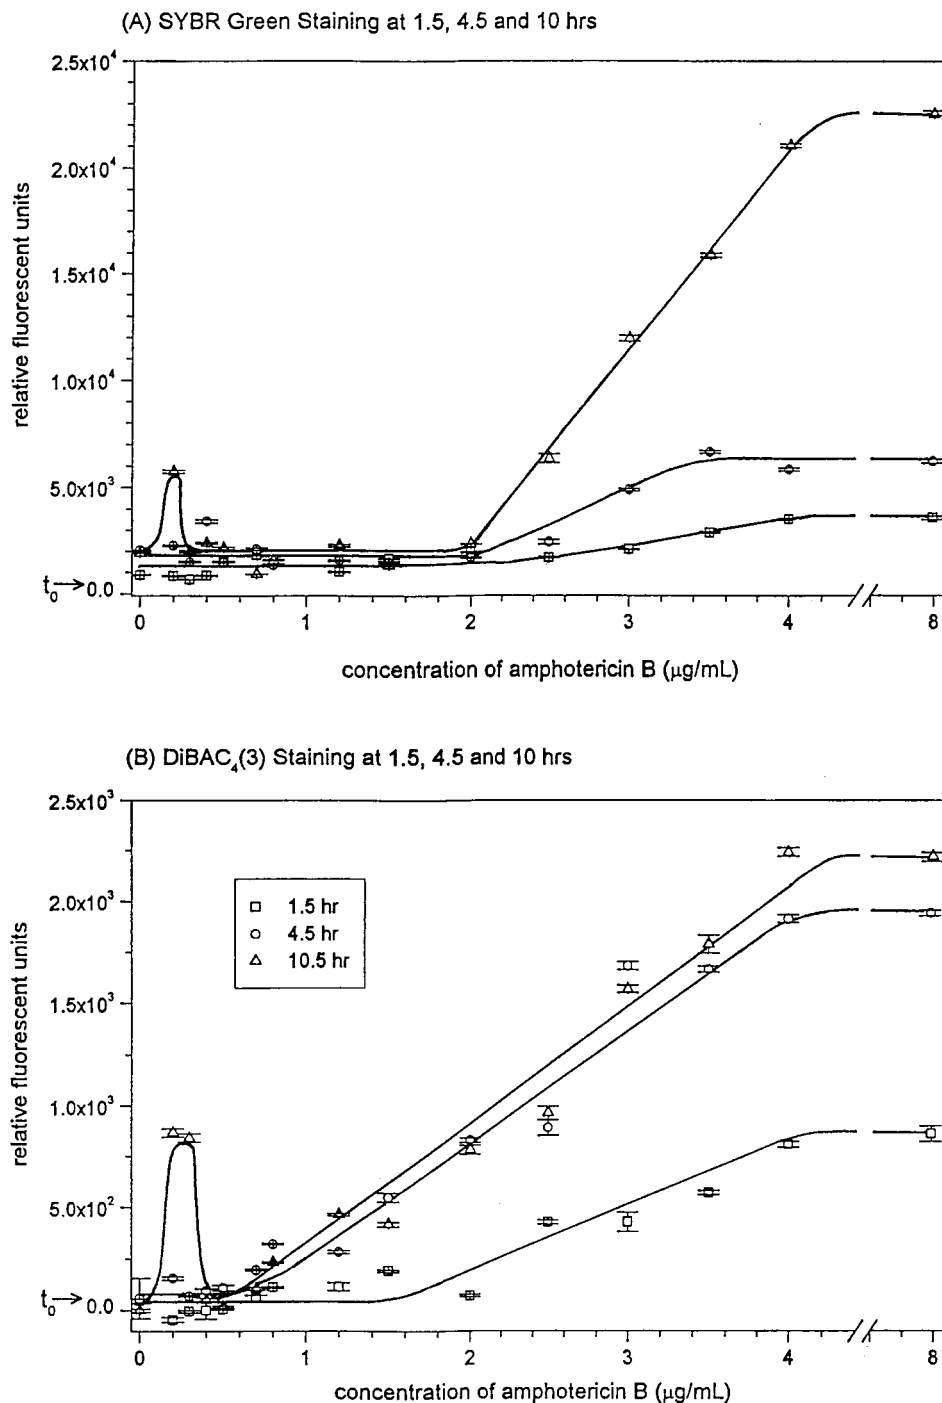 (A) SYBR Green Staining at 1.5, 4.5 and 10 hrs
relative fluorescent units
2.5x10⁴
2.0x10⁴
1.5x10⁴
1.0x10⁴
5.0x10³
t₀→0.0
0 1 2 3 4 8
concentration of amphotericin B (µg/mL)
(B) DiBAC₄(3) Staining at 1.5, 4.5 and 10 hrs
relative fluorescent units
2.5x10³
2.0x10³
1.5x10³
1.0x10³
5.0x10²
t₀→0.0
1.5 hr
4.5 hr
10.5 hr
0 1 2 3 4 8
concentration of amphotericin B (µg/mL)